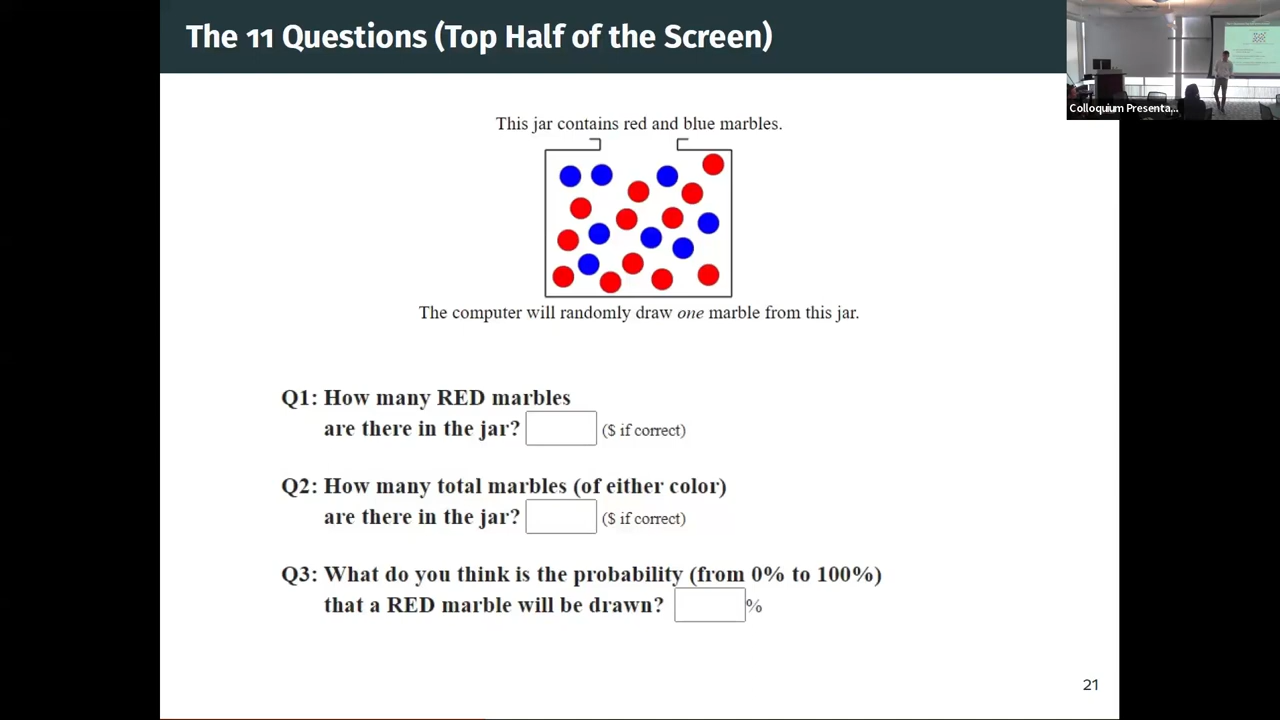 The 11 Questions (Top Half of the Screen)
Colloquium Presenta...
This jar contains red and blue marbles.
The computer will randomly draw one marble from this jar.
Q1: How many RED marbles
are there in the jar? ($ if correct)
Q2: How many total marbles (of either color)
are there in the jar? ($ if correct)
Q3: What do you think is the probability (from 0% to 100%)
that a RED marble will be drawn? %
21